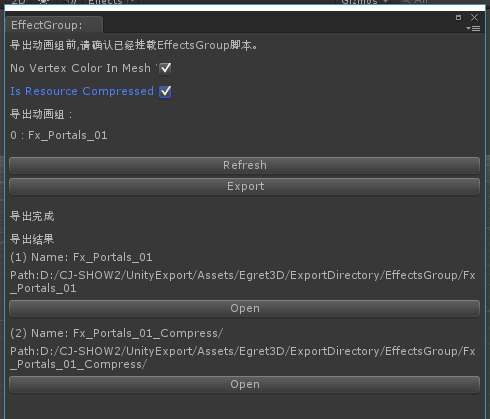 2D
Effects
Gizmos
All
EffectGroup:
导出动画组前,请确认已经挂载EffectsGroup脚本。
No Vertex Color In Mesh
Is Resource Compressed
导出动画组：
0 : Fx_Portals_01
Refresh
Export
导出完成
导出结果
(1) Name: Fx_Portals_01
Path:D:/CJ-SHOW2/UnityExport/Assets/Egret3D/ExportDirectory/EffectsGroup/Fx
_Portals_01
Open
(2) Name: Fx_Portals_01_Compress/
Path:D:/CJ-SHOW2/UnityExport/Assets/Egret3D/ExportDirectory/EffectsGroup/Fx
_Portals_01_Compress/
Open